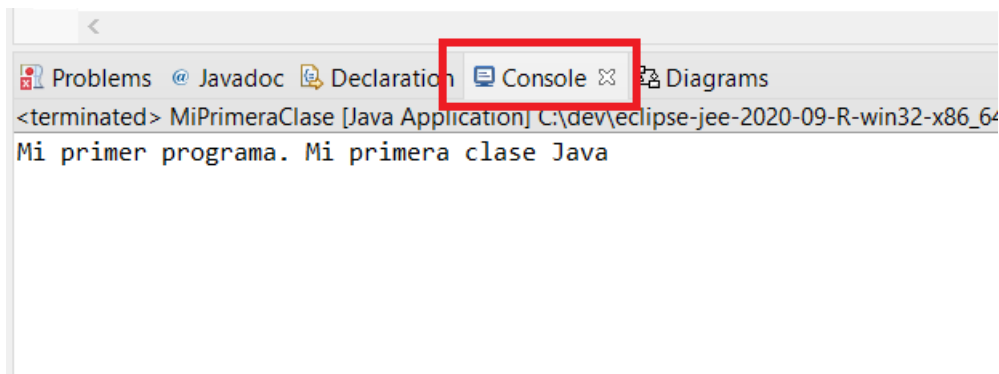 Problems @ Javadoc Declaration Console Diagrams
<terminated> MiPrimeraClase [Java Application] C:\dev\eclipse-jee-2020-09-R-win32-x86_64
Mi primer programa. Mi primera clase Java